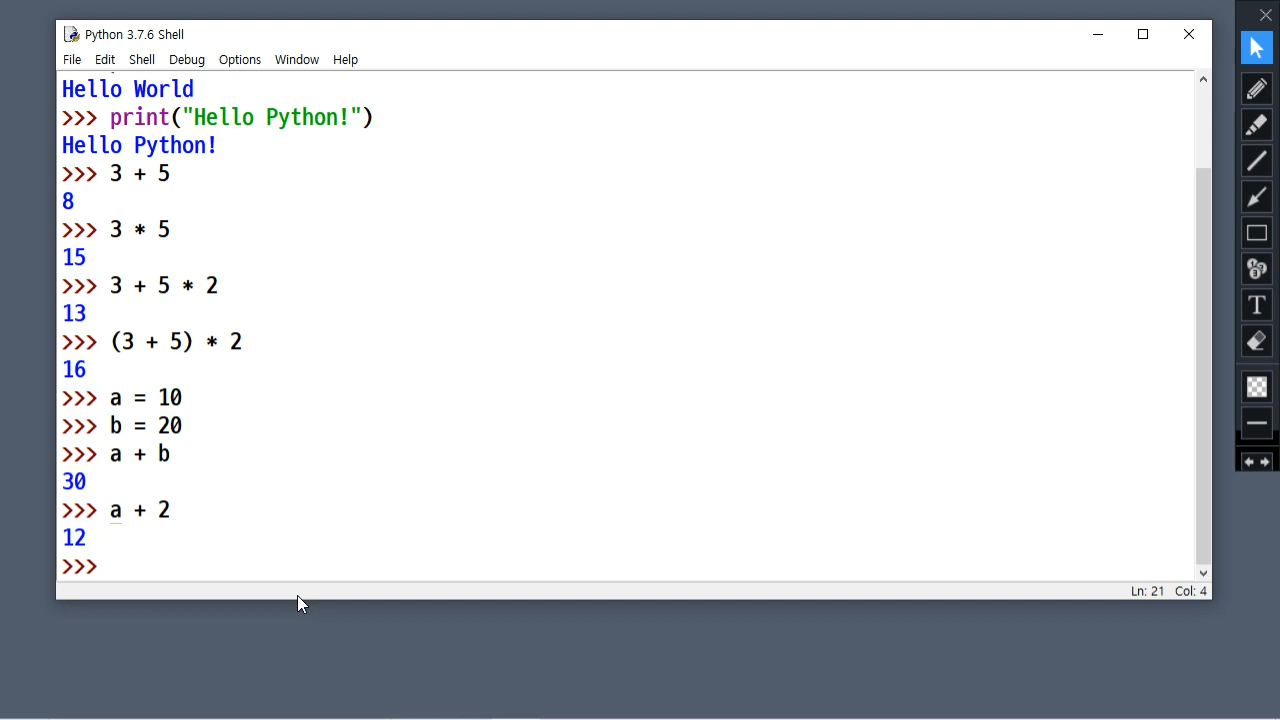 Python 3.7.6 Shell
File Edit Shell Debug Options Window Help
Hello World
>>> print("Hello Python!")
Hello Python!
>>> 3 + 5
8
>>> 3 * 5
15
>>> 3 + 5 * 2
13
>>> (3 + 5) * 2
16
>>> a = 10
>>> b = 20
>>> a + b
30
>>> a + 2
12
>>>
Ln: 21 Col: 4
T